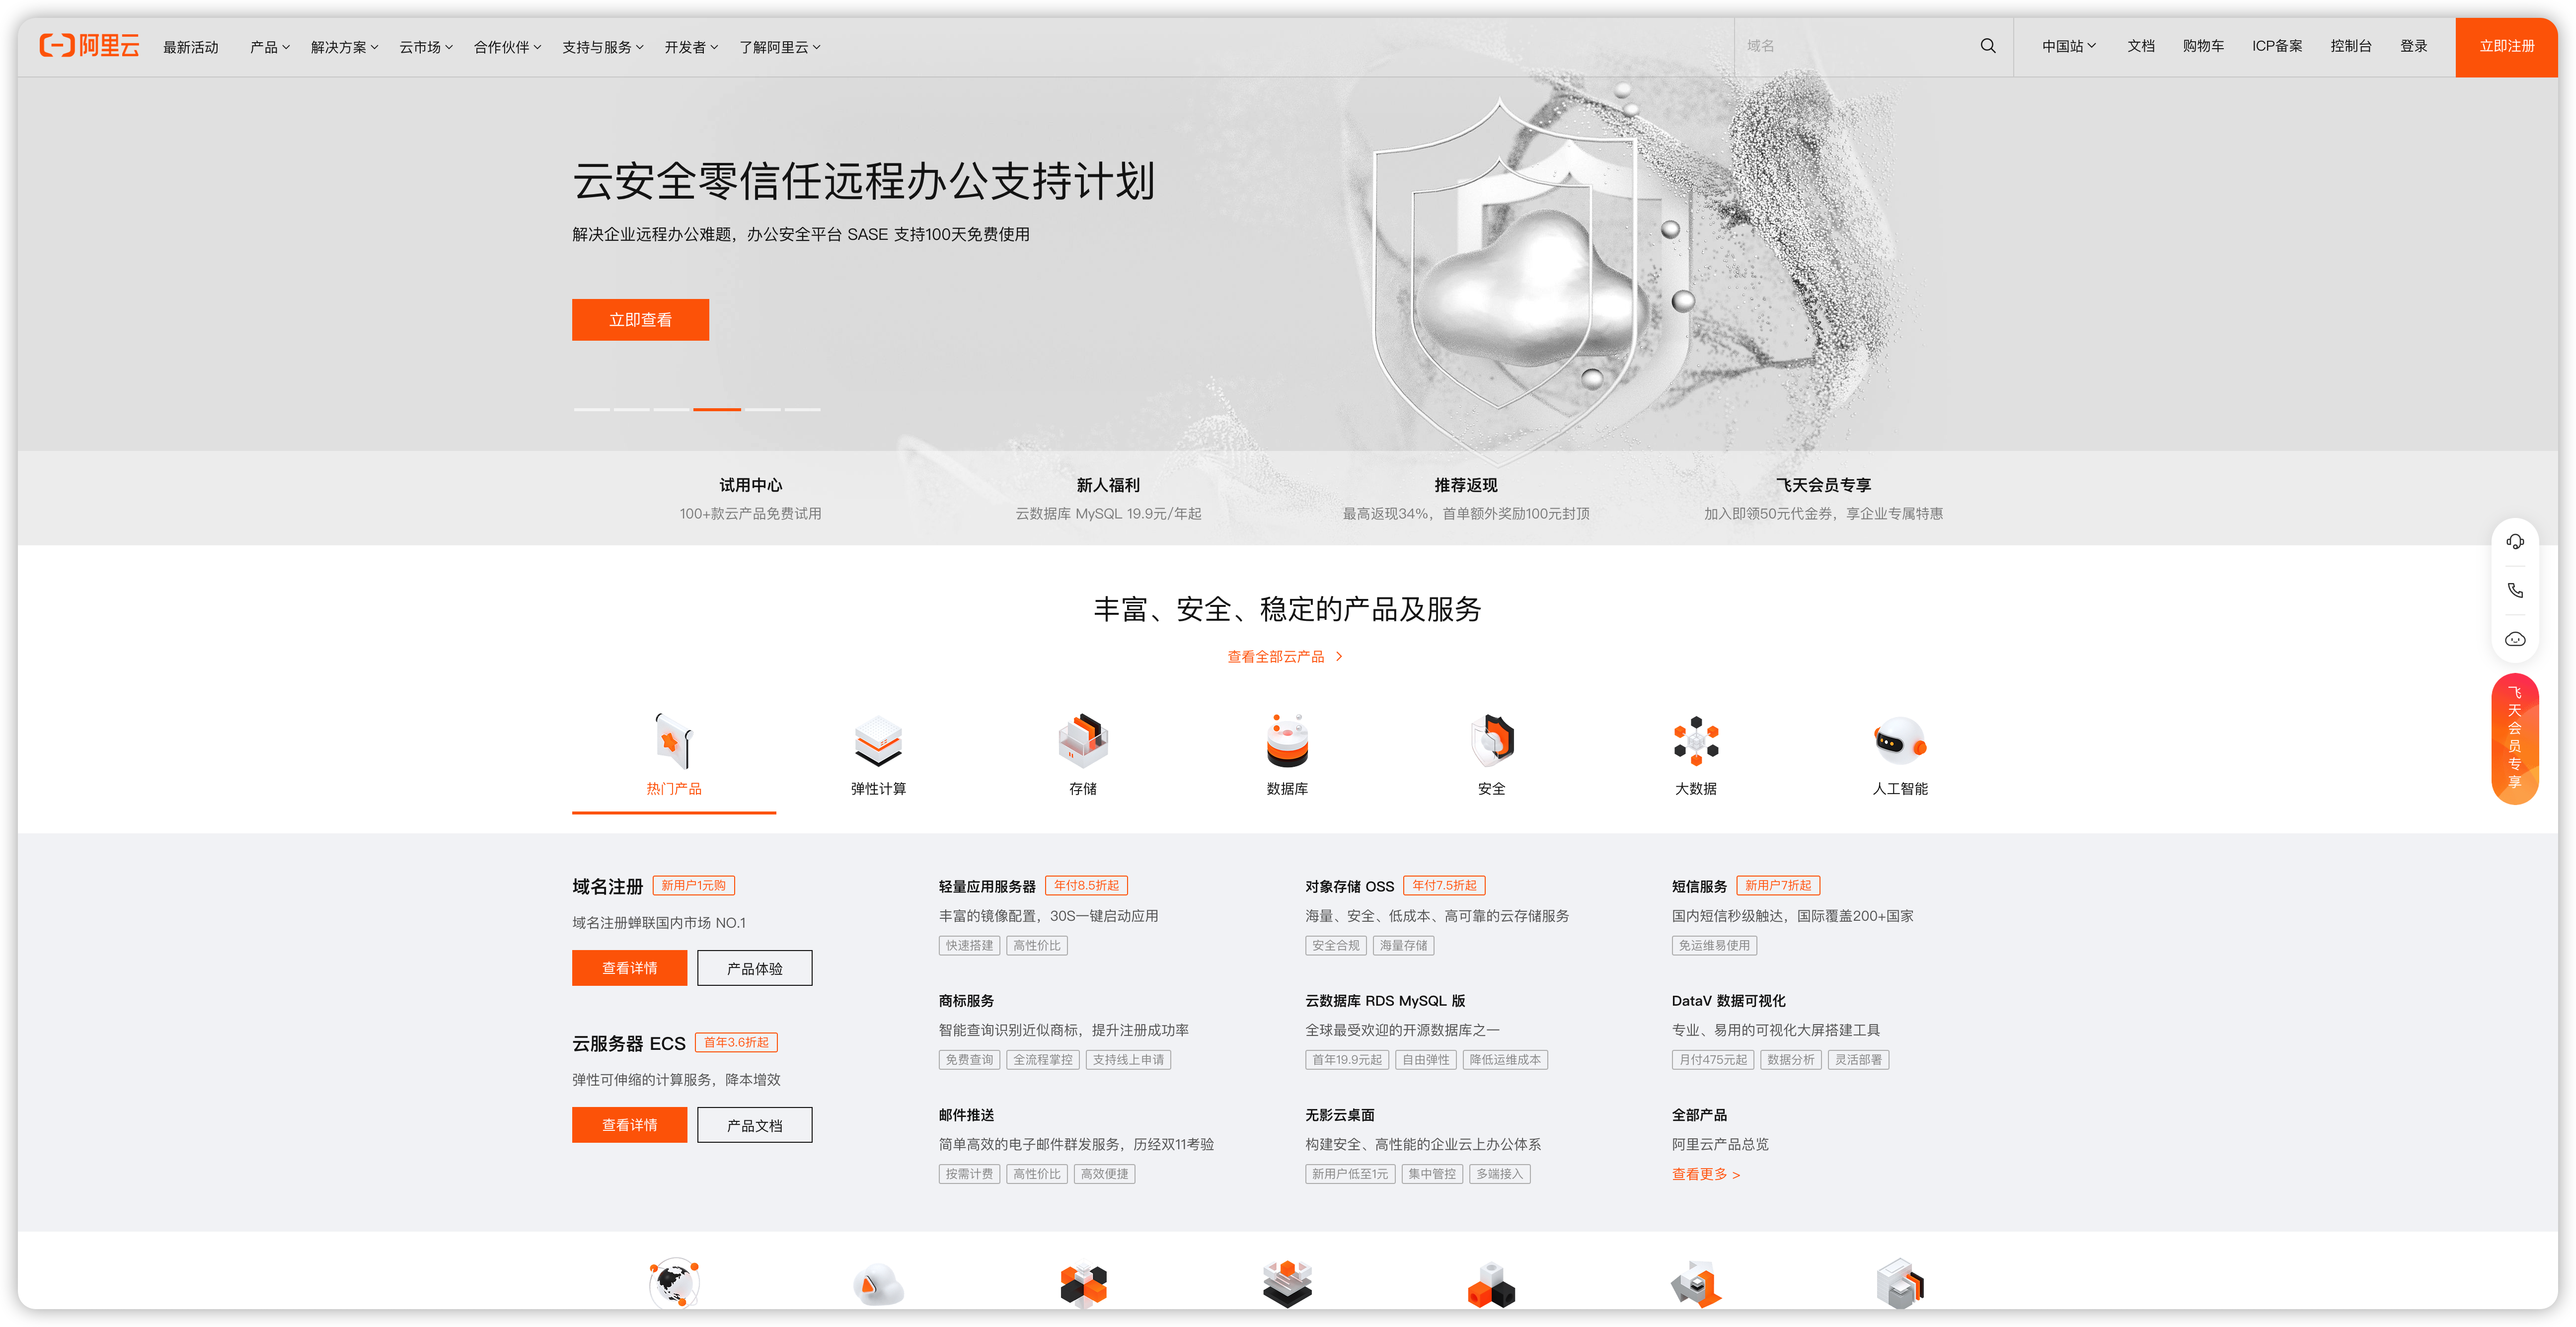 阿里云 最新活动 产品 解决方案 云市场 合作伙伴 支持与服务 开发者 了解阿里云 域名 中国站 文档 购物车 ICP备案 控制台 登录 立即注册
云安全零信任远程办公支持计划
解决企业远程办公难题，办公安全平台 SASE 支持100天免费使用
立即查看
试用中心 新人福利 推荐返现 飞天会员专享
100+款云产品免费试用 云数据库 MySQL 19.9元/年起 最高返现34%，首单额外奖励100元封顶 加入即领50元代金券，享企业专属特惠
丰富、安全、稳定的产品及服务
查看全部云产品 >
飞天会员专享
热门产品 弹性计算 存储 数据库 安全 大数据 人工智能
域名注册 新用户1元购
域名注册蝉联国内市场 NO.1
查看详情 产品体验
云服务器 ECS 首年3.6折起
弹性可伸缩的计算服务，降本增效
查看详情 产品文档
轻量应用服务器 年付8.5折起
丰富的镜像配置，30S一键启动应用
快速搭建 高性价比
商标服务
智能查询识别近似商标，提升注册成功率
免费查询 全流程掌控 支持线上申请
邮件推送
简单高效的电子邮件群发服务，历经双11考验
按需计费 高性价比 高效便捷
对象存储 OSS 年付7.5折起
海量、安全、低成本、高可靠的云存储服务
安全合规 海量存储
云数据库 RDS MySQL 版
全球最受欢迎的开源数据库之一
首年19.9元起 自由弹性 降低运维成本
无影云桌面
构建安全、高性能的企业云上办公体系
新用户低至1元 集中管控 多端接入
短信服务 新用户7折起
国内短信秒级触达，国际覆盖200+国家
免运维易使用
DataV 数据可视化
专业、易用的可视化大屏搭建工具
月付475元起 数据分析 灵活部署
全部产品
阿里云产品总览
查看更多 >